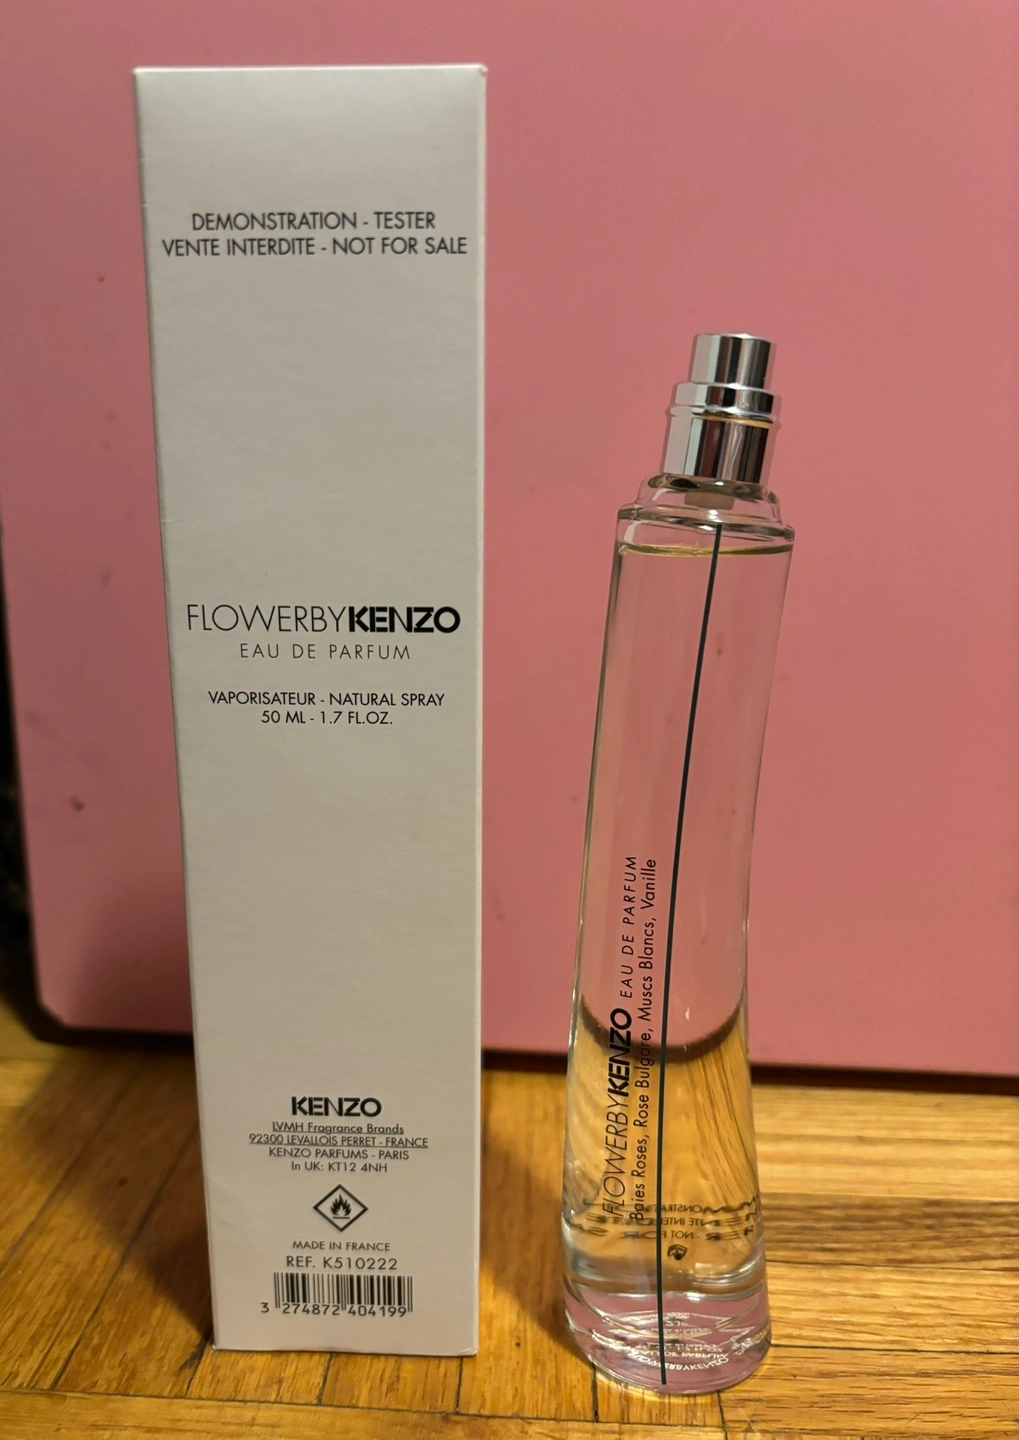 DEMONSTRATION - TESTER
VENTE INTERDITE - NOT FOR SALE
FLOWERBYKENZO
EAU DE PARFUM
VAPORISATEUR - NATURAL SPRAY
50 ML - 1.7 FL.OZ.
KENZO
LVMH Fragrance Brands
92300 LEVALLOIS PERRET - FRANCE
KENZO PARFUMS - PARIS
In UK: KT12 4NH
MADE IN FRANCE
REF. K510222
3 274872 404199
FLOWERBYKENZO EAU DE PARFUM
Baies Roses, Rose Bulgare, Muscs Blancs, Vanille
FLOWERBYKENZO